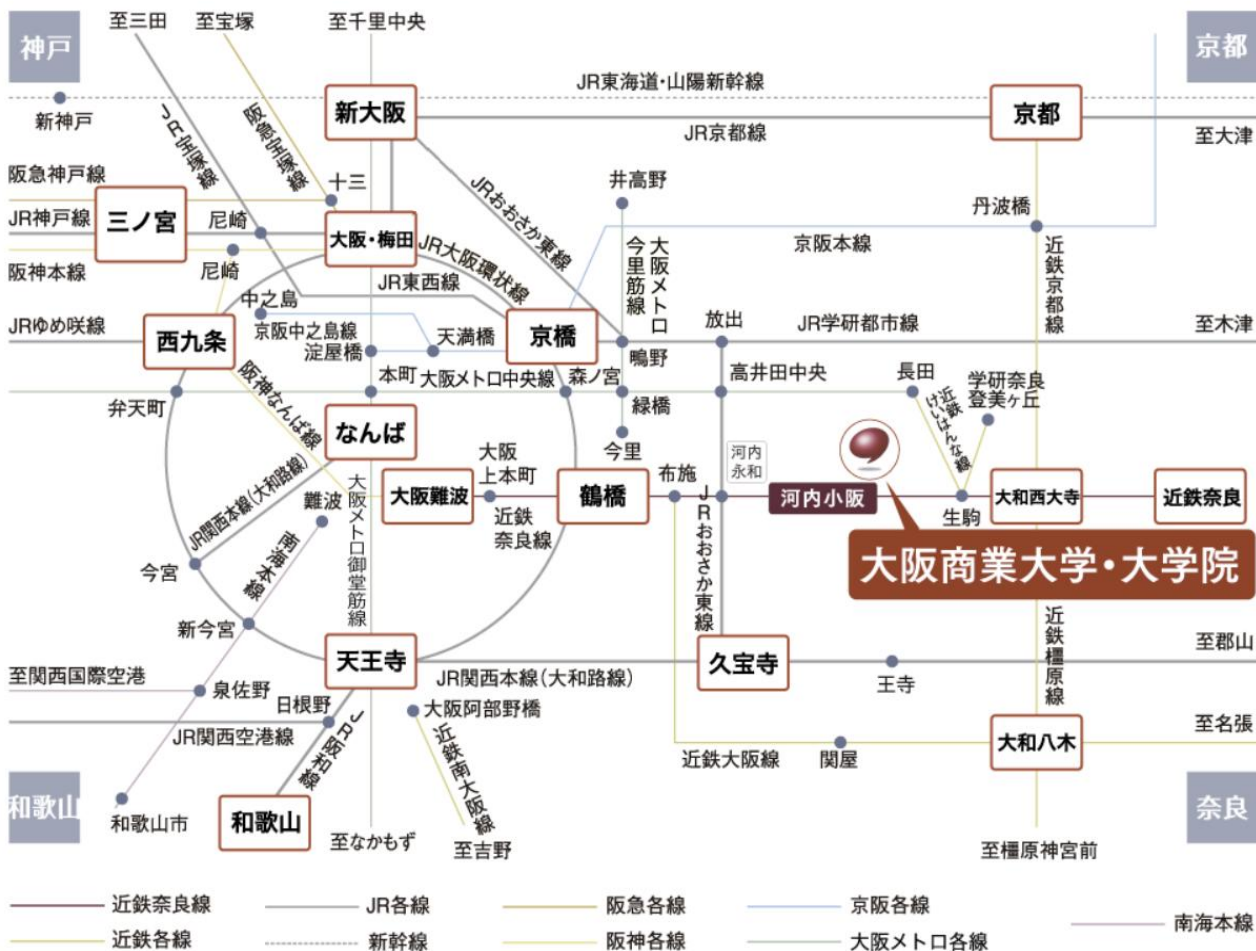 神戸
京都
至三田
至宝塚
至千里中央
新大阪
JR東海道・山陽新幹線
京都
新神戸
JR京都線
至大津
JR宝塚線
阪急宝塚線
阪急神戸線
十三
JRおおさか東線
井高野
丹波橋
JR神戸線
三ノ宮
尼崎
大阪・梅田
京阪本線
大阪メトロ
今里筋線
近鉄京都線
阪神本線
尼崎
JR大阪環状線
JR東西線
中之島
JRゆめ咲線
西九条
京阪中之島線
天満橋
京橋
放出
JR学研都市線
至木津
淀屋橋
鴫野
本町
大阪メトロ中央線
森ノ宮
高井田中央
長田
学研奈良
登美ヶ丘
弁天町
緑橋
近鉄
けいはんな線
阪神なんば線
なんば
今里
河内
永和
大阪
上本町
布施
JR関西本線(大和路線)
難波
大阪難波
鶴橋
河内小阪
生駒
大和西大寺
近鉄奈良
近鉄
奈良線
大阪メトロ御堂筋線
南海本線
JRおおさか東線
大阪商業大学・大学院
今宮
新今宮
天王寺
久宝寺
近鉄橿原線
至郡山
至関西国際空港
泉佐野
JR関西本線(大和路線)
王寺
日根野
大阪阿部野橋
JR関西空港線
JR阪和線
近鉄南大阪線
近鉄大阪線
関屋
大和八木
至名張
和歌山
和歌山市
和歌山
至なかもず
至吉野
至橿原神宮前
奈良
近鉄奈良線
JR各線
阪急各線
京阪各線
南海本線
近鉄各線
新幹線
阪神各線
大阪メトロ各線